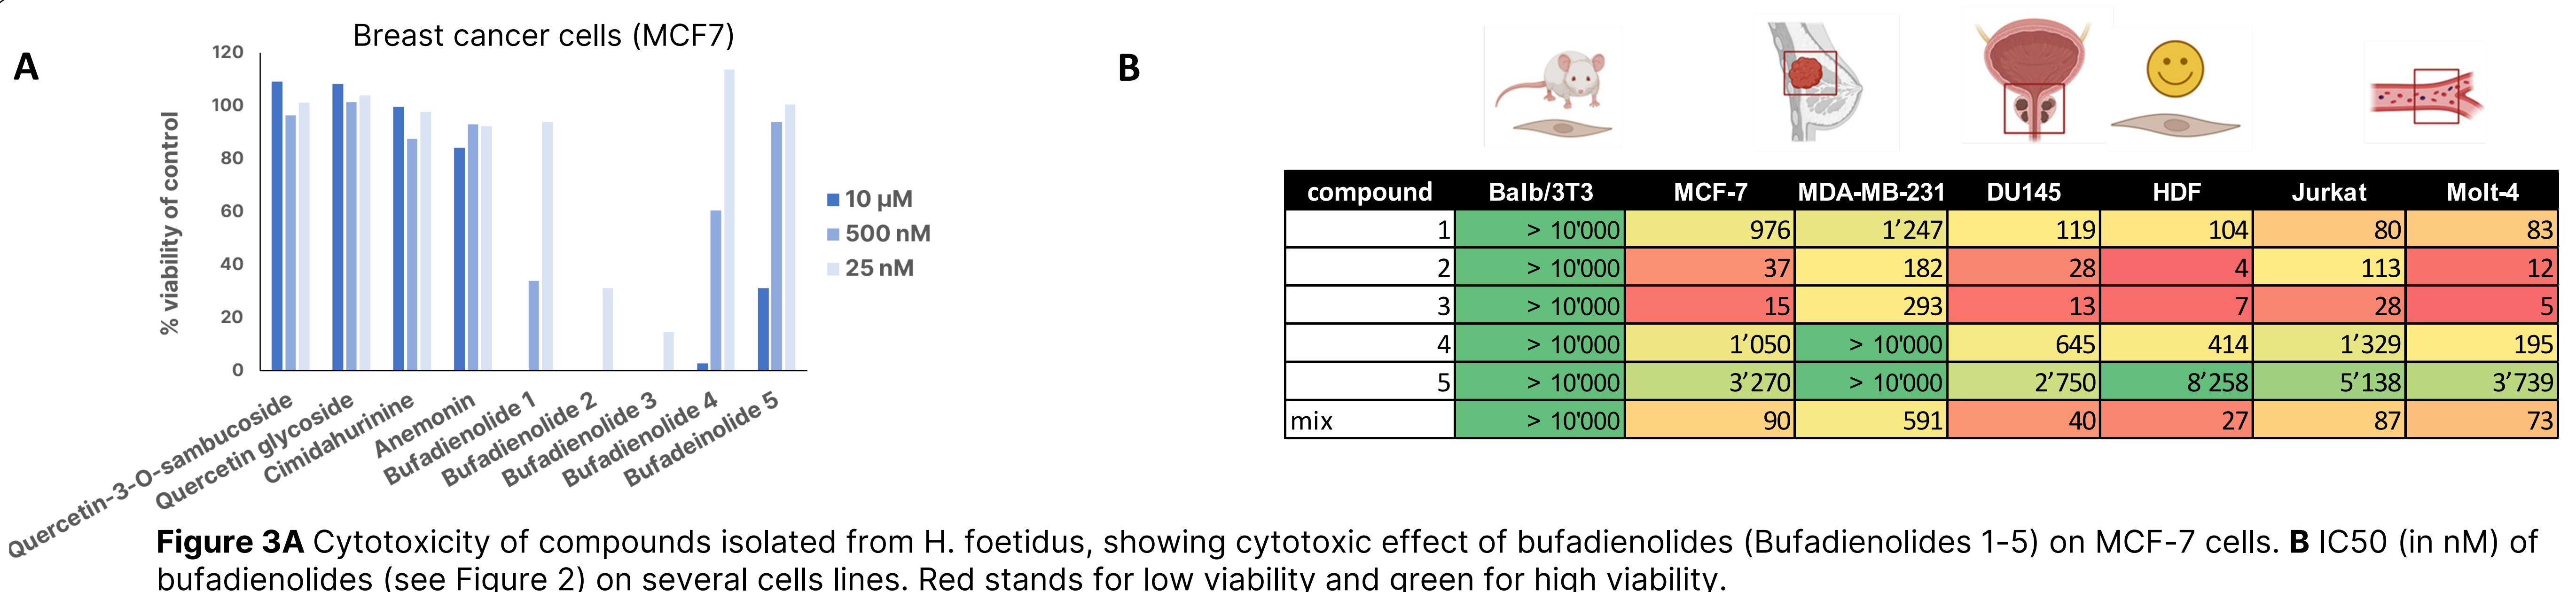 A
Breast cancer cells (MCF7)
% viability of control
120
100
80
60
40
20
0
Quercetin-3-O-sambucoside
Quercetin glycoside
Cimidahurinine
Anemonin
Bufadienolide 1
Bufadienolide 2
Bufadienolide 3
Bufadienolide 4
Bufadeinolide 5
10 µM
500 nM
25 nM
B
compound Balb/3T3 MCF-7 MDA-MB-231 DU145 HDF Jurkat Molt-4
1 > 10'000 976 1’247 119 104 80 83
2 > 10'000 37 182 28 4 113 12
3 > 10'000 15 293 13 7 28 5
4 > 10'000 1’050 > 10'000 645 414 1’329 195
5 > 10'000 3’270 > 10'000 2’750 8’258 5’138 3’739
mix > 10'000 90 591 40 27 87 73
Figure 3A Cytotoxicity of compounds isolated from H. foetidus, showing cytotoxic effect of bufadienolides (Bufadienolides 1-5) on MCF-7 cells. B IC50 (in nM) of
bufadienolides (see Figure 2) on several cells lines. Red stands for low viability and green for high viability.